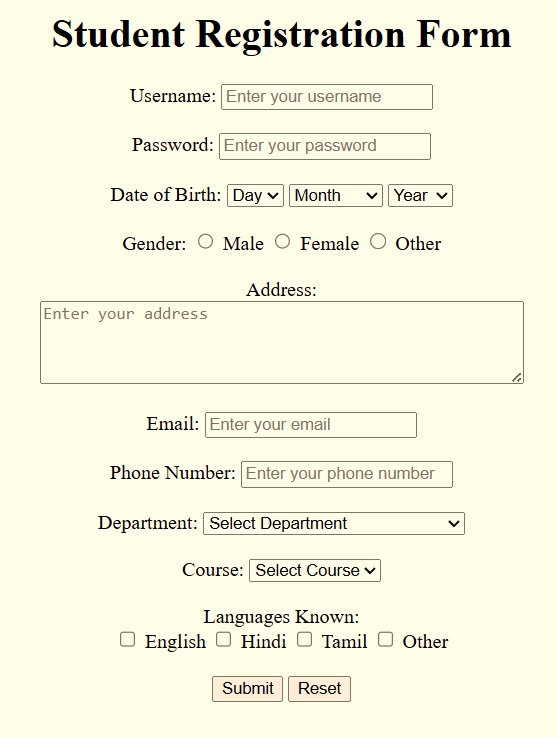 Student Registration Form
Username: Enter your username
Password: Enter your password
Date of Birth: Day Month Year
Gender: Male Female Other
Address:
Enter your address
Email: Enter your email
Phone Number: Enter your phone number
Department: Select Department
Course: Select Course
Languages Known:
English Hindi Tamil Other
Submit Reset